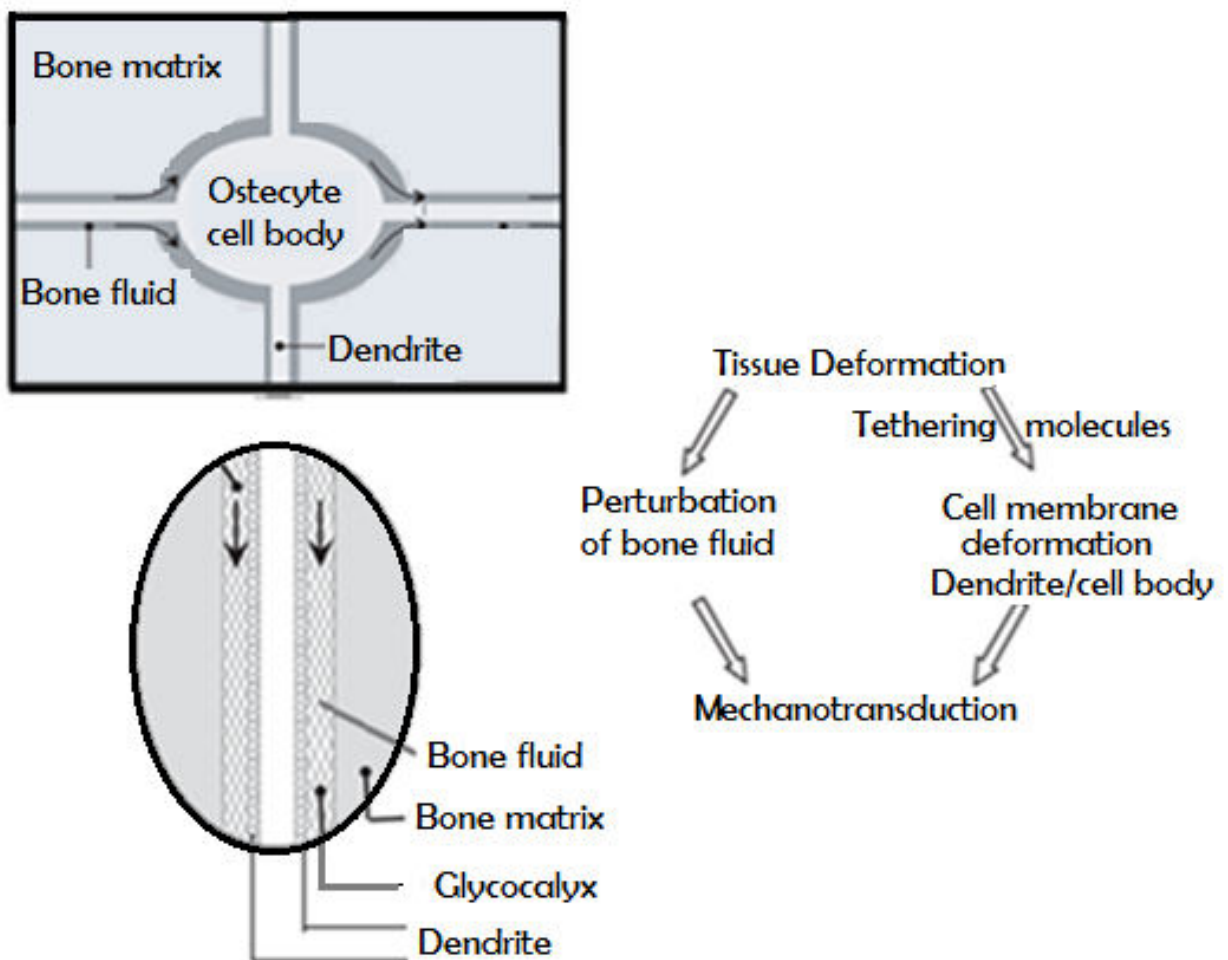 Bone matrix
Ostecyte
cell body
Bone fluid
Dendrite
Tissue Deformation
Tethering molecules
Perturbation
of bone fluid
Cell membrane
deformation
Dendrite/cell body
Mechanotransduction
Bone fluid
Bone matrix
Glycocalyx
Dendrite